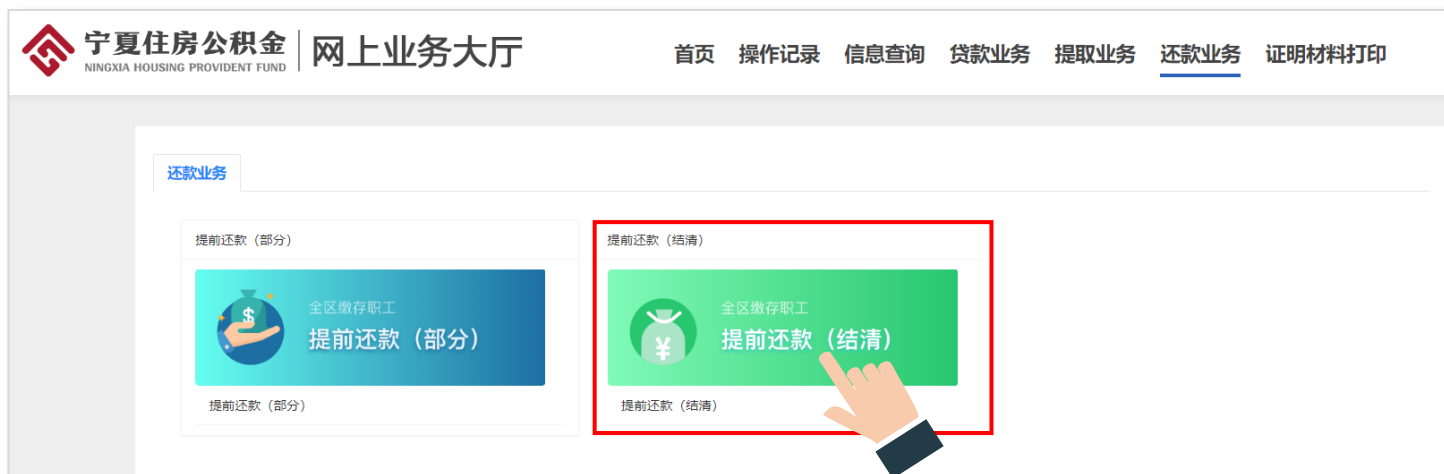 宁夏住房公积金 网上业务大厅
NINGXIA HOUSING PROVIDENT FUND
首页 操作记录 信息查询 贷款业务 提取业务 还款业务 证明材料打印
还款业务
提前还款（部分）
$
全区缴存职工
提前还款（部分）
提前还款（部分）
提前还款（结清）
¥
全区缴存职工
提前还款（结清）
提前还款（结清）